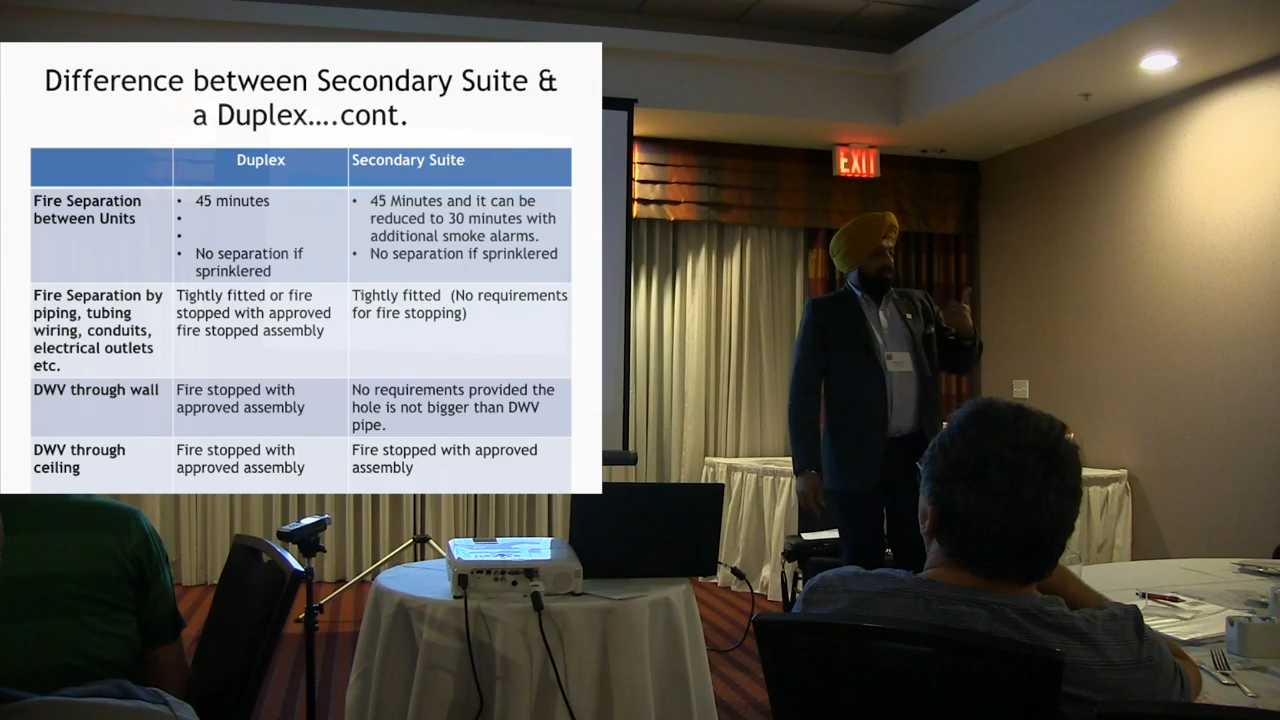 Difference between Secondary Suite &
a Duplex....cont.
Duplex
Secondary Suite
Fire Separation
between Units
• 45 minutes
•
•
• No separation if
sprinklered
• 45 Minutes and it can be
reduced to 30 minutes with
additional smoke alarms.
• No separation if sprinklered
Fire Separation by
piping, tubing
wiring, conduits,
electrical outlets
etc.
Tightly fitted or fire
stopped with approved
fire stopped assembly
Tightly fitted (No requirements
for fire stopping)
DWV through wall
Fire stopped with
approved assembly
No requirements provided the
hole is not bigger than DWV
pipe.
DWV through
ceiling
Fire stopped with
approved assembly
Fire stopped with approved
assembly
EXIT